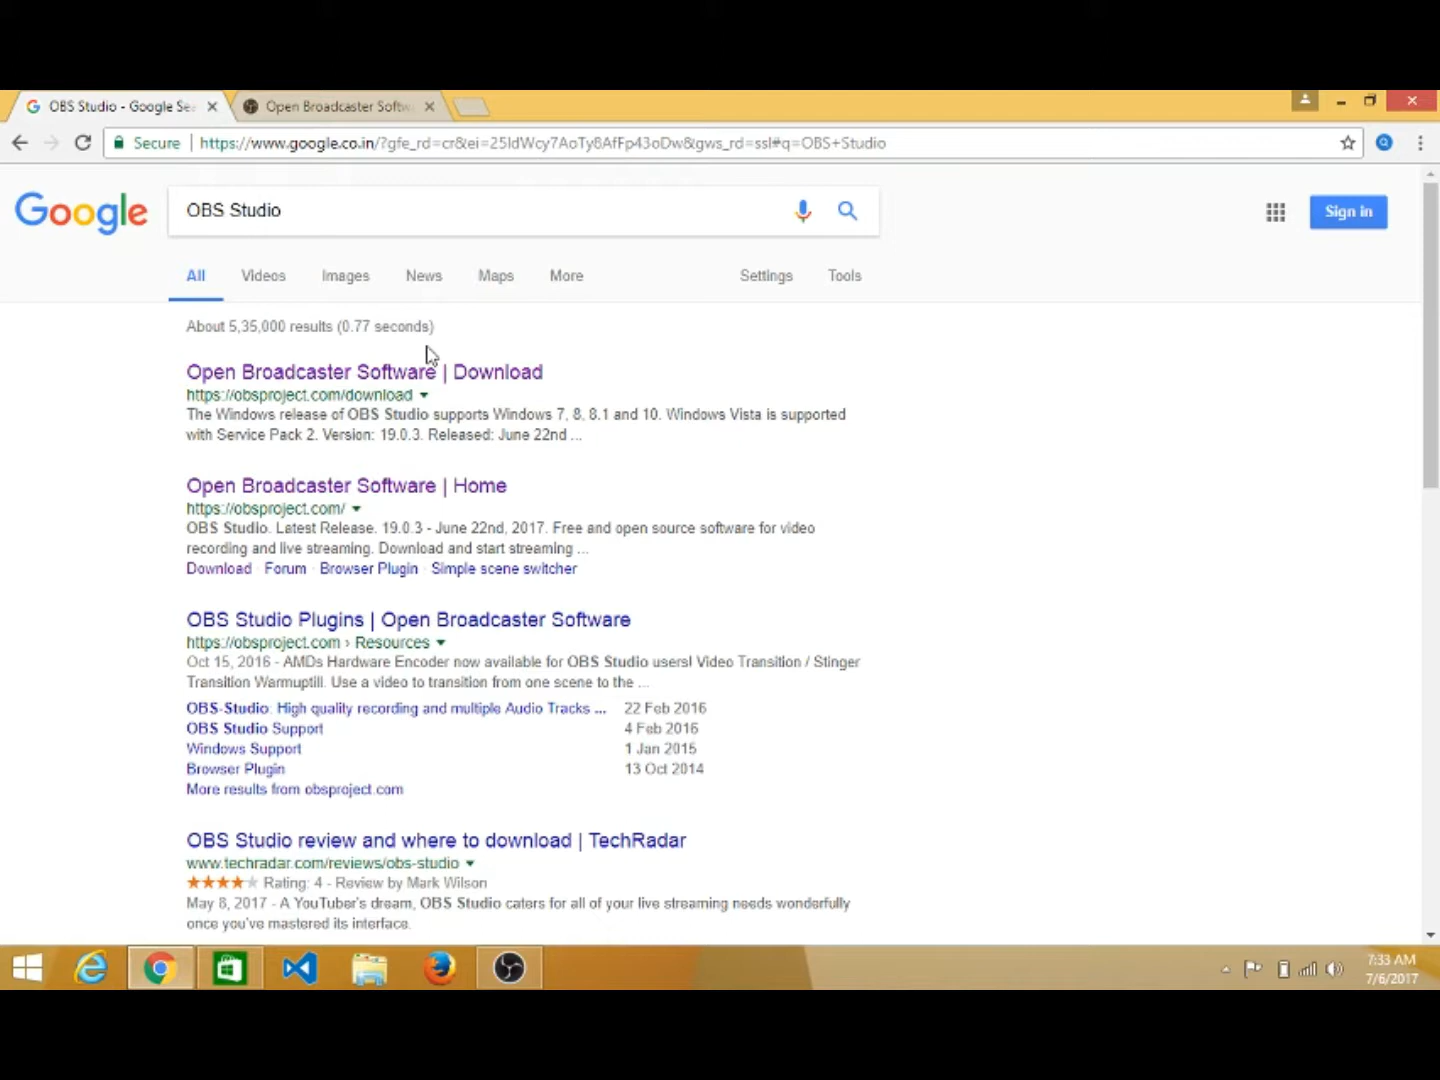 OBS Studio - Google Sea
Open Broadcaster Softw
Secure
https://www.google.co.in/?gfe_rd=cr&ei=25IdWcy7AoTy8AfFp43oDw&gws_rd=ssl#q=OBS+Studio
Google
OBS Studio
Sign in
All Videos Images News Maps More Settings Tools
About 5,35,000 results (0.77 seconds)
Open Broadcaster Software | Download
https://obsproject.com/download
The Windows release of OBS Studio supports Windows 7, 8, 8.1 and 10. Windows Vista is supported
with Service Pack 2. Version: 19.0.3. Released: June 22nd ...
Open Broadcaster Software | Home
https://obsproject.com/
OBS Studio. Latest Release. 19.0.3 - June 22nd, 2017. Free and open source software for video
recording and live streaming. Download and start streaming ...
Download · Forum · Browser Plugin · Simple scene switcher
OBS Studio Plugins | Open Broadcaster Software
https://obsproject.com › Resources
Oct 15, 2016 - AMDs Hardware Encoder now available for OBS Studio users! Video Transition / Stinger
Transition Warmuptill. Use a video to transition from one scene to the ...
OBS-Studio: High quality recording and multiple Audio Tracks ... 22 Feb 2016
OBS Studio Support 4 Feb 2016
Windows Support 1 Jan 2015
Browser Plugin 13 Oct 2014
More results from obsproject.com
OBS Studio review and where to download | TechRadar
www.techradar.com/reviews/obs-studio
Rating: 4 - Review by Mark Wilson
May 8, 2017 - A YouTuber's dream, OBS Studio caters for all of your live streaming needs wonderfully
once you've mastered its interface.
7:33 AM
7/6/2017